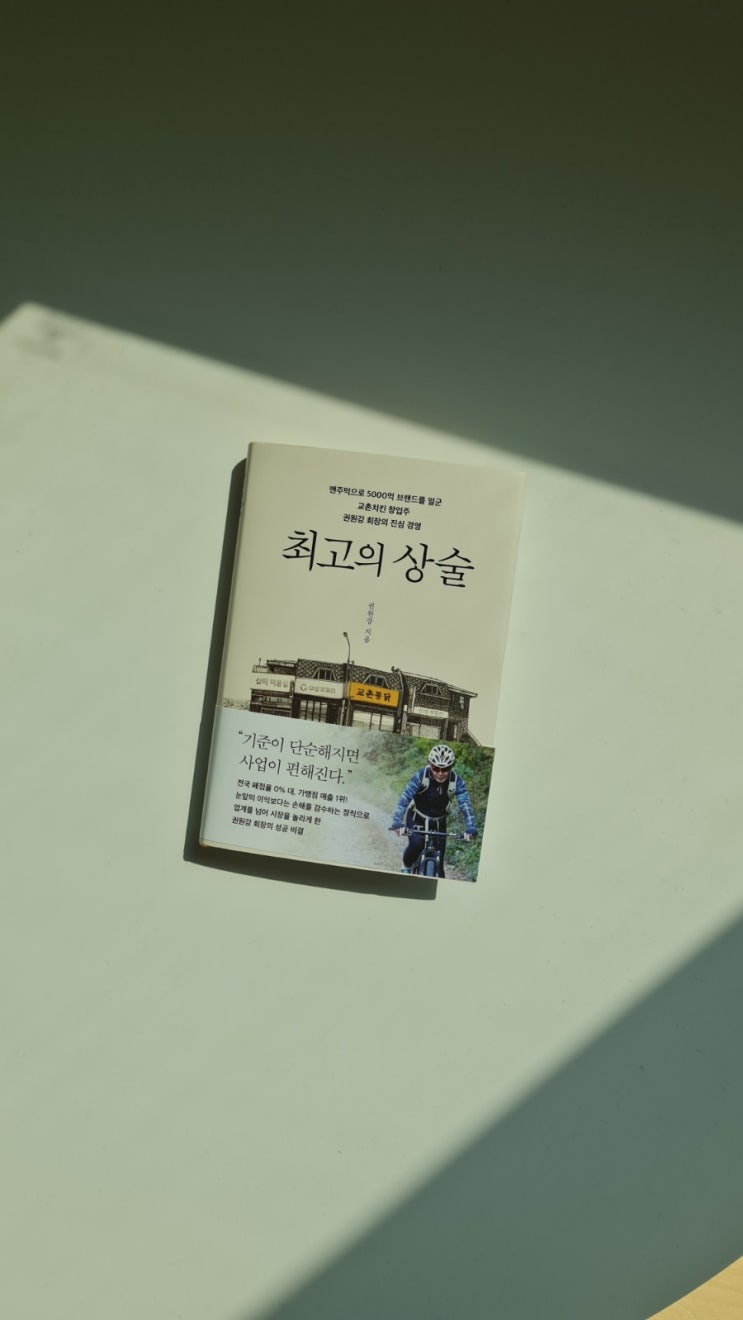 맨주먹으로 5000억 브랜드를 일군
교촌치킨 창업주
권원강 회장의 진심 경영
최고의 상술
권원강 지음
교촌통닭
“기준이 단순해지면
사업이 편해진다.”
전국 폐점율 0% 대, 가맹점 매출 1위!
눈앞의 이익보다는 손해를 감수하는 정직으로
업계를 넘어 시장을 놀라게 한
권원강 회장의 성공 비결